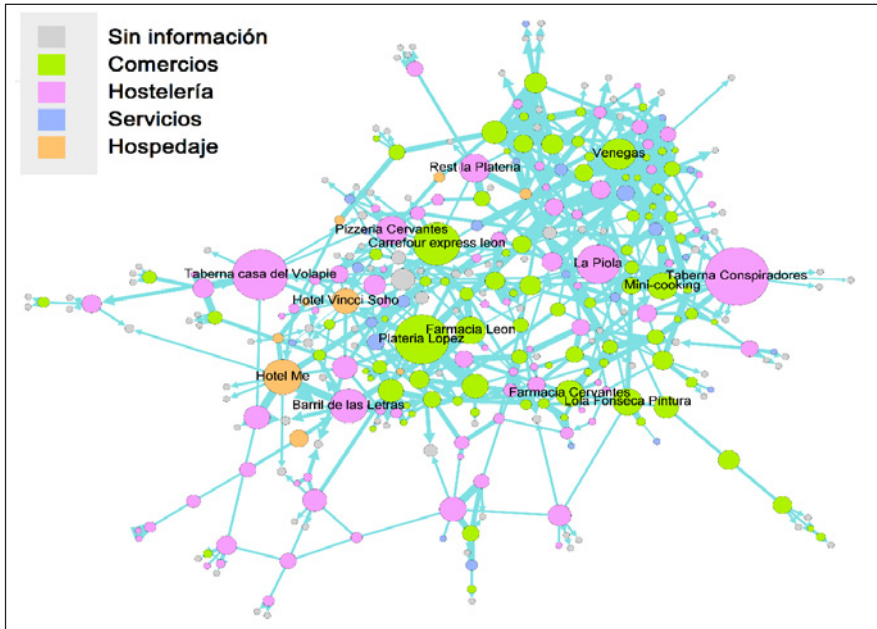 Sin información
Comercios
Hostelería
Servicios
Hospedaje
Venegas
Rest la Plateria
Pizzeria Cervantes
Carrefour express leon
La Piola
Taberna casa del Volapie
Taberna Conspiradores
Mini-cooking
Hotel Vincci Soho
Farmacia Leon
Plateria Lopez
Hotel Me
Farmacia Cervantes
Lola Fonseca Pintura
Barril de las Letras